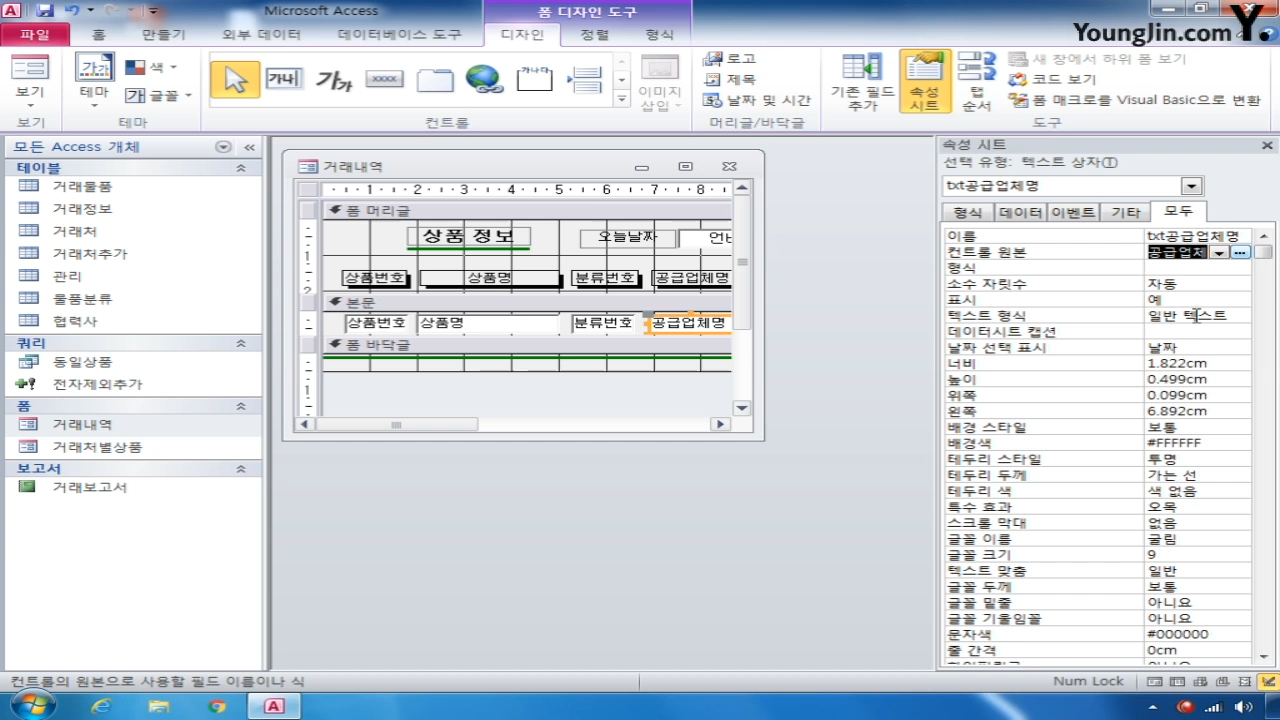 Microsoft Access
폼 디자인 도구
파일 홈 만들기 외부 데이터 데이터베이스 도구 디자인 정렬 형식
YoungJin.com Y.
보기
보기
테마
가가
색
가 글꼴
테마
가나
가가
xxxx
가나다
컨트롤
이미지
삽입
로고
제목
날짜 및 시간
머리글/바닥글
기존 필드
추가
속성
시트
탭
순서
새 창에서 하위 폼 보기
코드 보기
폼 매크로를 Visual Basic으로 변환
도구
모든 Access 개체
테이블
거래물품
거래정보
거래처
거래처추가
관리
물품분류
협력사
쿼리
동일상품
전자제외추가
폼
거래내역
거래처별상품
보고서
거래보고서
거래내역
1 2 3 4 5 6 7 8
폼 머리글
상품 정보 오늘날짜
상품번호 상품명 분류번호 공급업체명
본문
상품번호 상품명 분류번호 공급업체명
폼 바닥글
속성 시트
선택 유형: 텍스트 상자(T)
txt공급업체명
형식 데이터 이벤트 기타 모두
이름 txt공급업체명
컨트롤 원본 공급업체
형식
소수 자릿수 자동
표시 예
텍스트 형식 일반 텍스트
데이터시트 캡션
날짜 선택 표시 날짜
너비 1.822cm
높이 0.499cm
위쪽 0.099cm
왼쪽 6.892cm
배경 스타일 보통
배경색 #FFFFFF
테두리 스타일 투명
테두리 두께 가는 선
테두리 색 색 없음
특수 효과 오목
스크롤 막대 없음
글꼴 이름 굴림
글꼴 크기 9
텍스트 맞춤 일반
글꼴 두께 보통
글꼴 밑줄 아니요
글꼴 기울임꼴 아니요
문자색 #000000
줄 간격 0cm
컨트롤의 원본으로 사용할 필드 이름이나 식
Num Lock